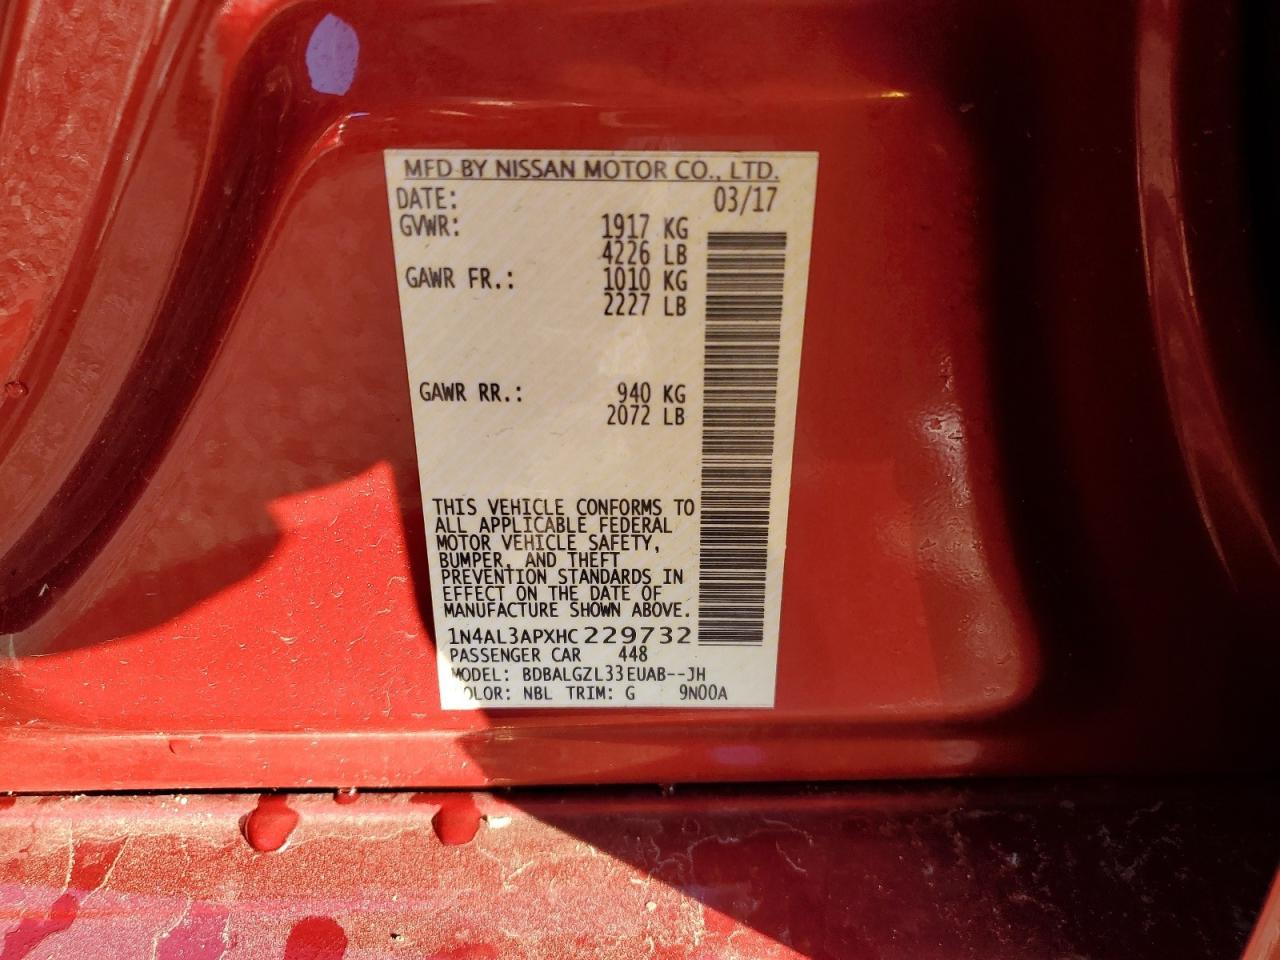 MFD BY NISSAN MOTOR CO., LTD.
DATE: 03/17
GVWR: 1917 KG
4226 LB
GAWR FR.: 1010 KG
2227 LB
GAWR RR.: 940 KG
2072 LB
THIS VEHICLE CONFORMS TO
ALL APPLICABLE FEDERAL
MOTOR VEHICLE SAFETY,
BUMPER, AND THEFT
PREVENTION STANDARDS IN
EFFECT ON THE DATE OF
MANUFACTURE SHOWN ABOVE.
1N4AL3APXHC229732
PASSENGER CAR 448
MODEL: BDBALGZL33EUAB--JH
COLOR: NBL TRIM: G 9N00A